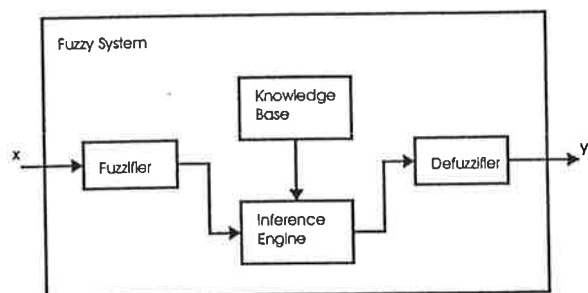 Fuzzy System
Knowledge
Base
x
Fuzzifier
Defuzzifier
y
Inference
Engine